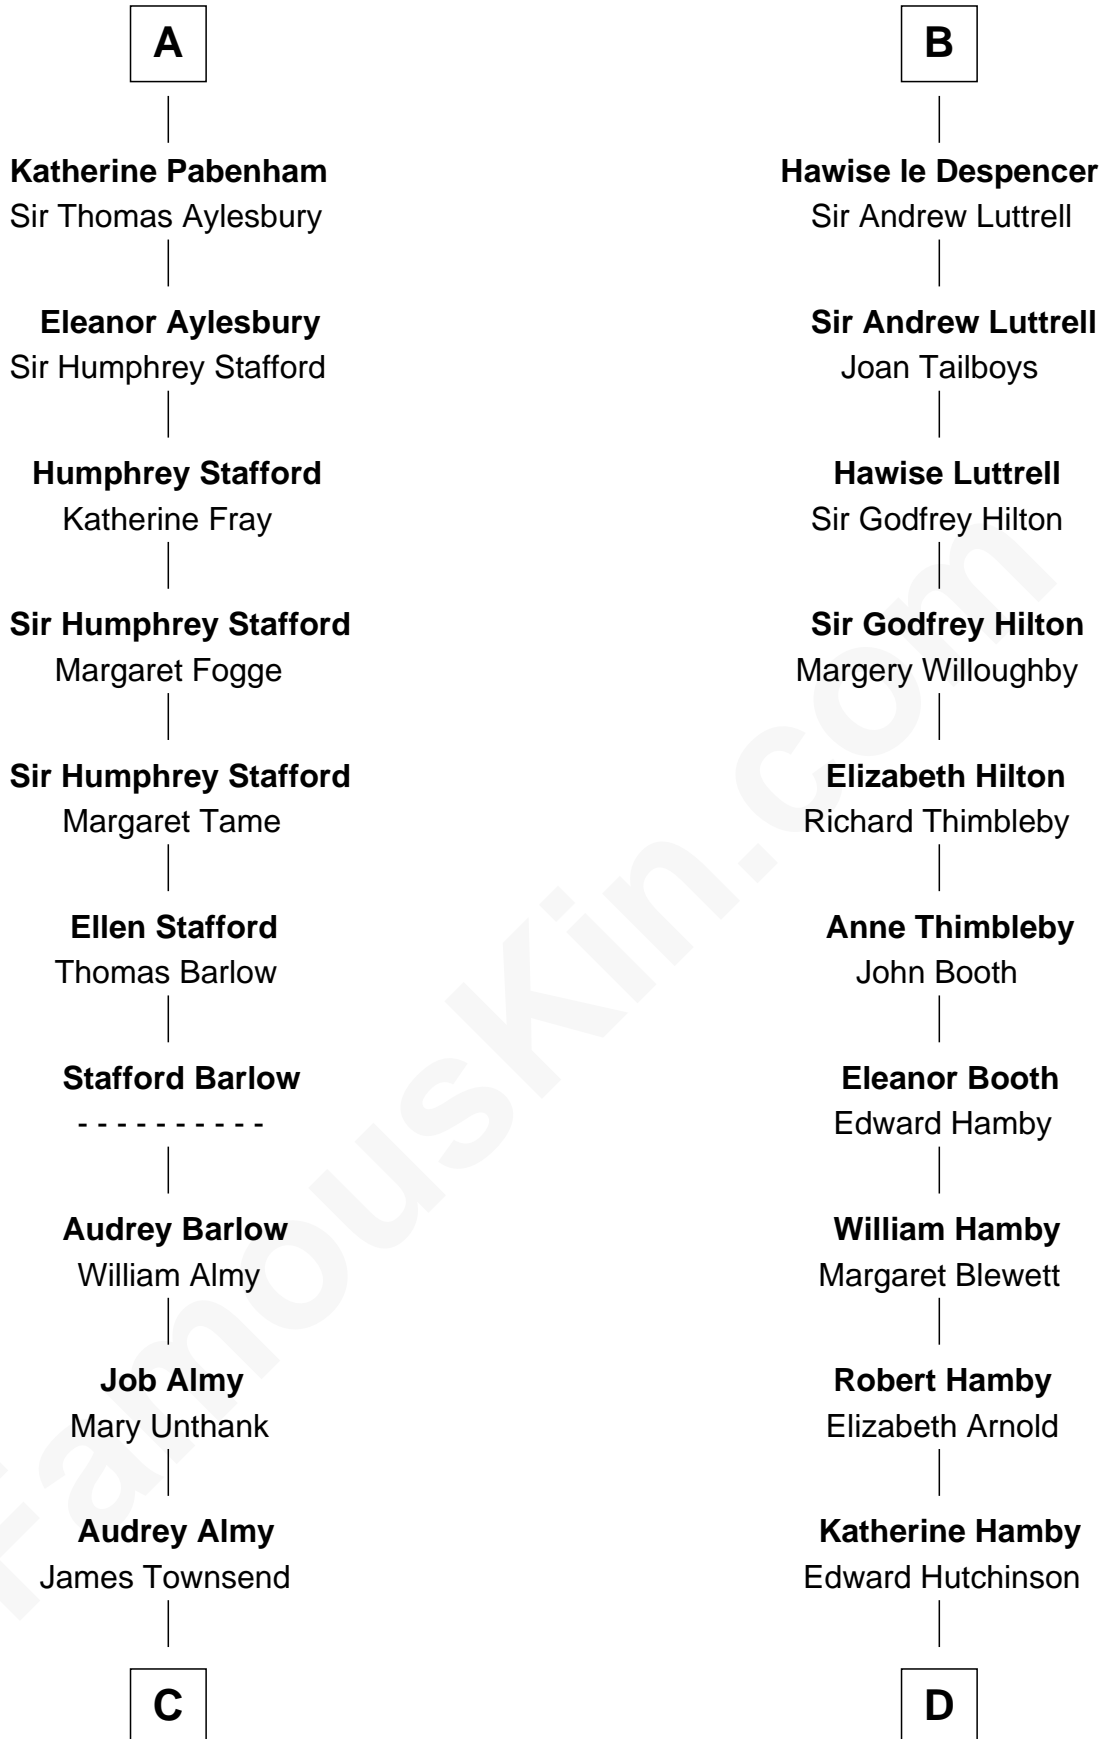 A
Katherine Pabenham
Sir Thomas Aylesbury
Eleanor Aylesbury
Sir Humphrey Stafford
Humphrey Stafford
Katherine Fray
Sir Humphrey Stafford
Margaret Fogge
Sir Humphrey Stafford
Margaret Tame
Ellen Stafford
Thomas Barlow
Stafford Barlow
- - - - - - - - - -
Audrey Barlow
William Almy
Job Almy
Mary Unthank
Audrey Almy
James Townsend
C
B
Hawise le Despencer
Sir Andrew Luttrell
Sir Andrew Luttrell
Joan Tailboys
Hawise Luttrell
Sir Godfrey Hilton
Sir Godfrey Hilton
Margery Willoughby
Elizabeth Hilton
Richard Thimbleby
Anne Thimbleby
John Booth
Eleanor Booth
Edward Hamby
William Hamby
Margaret Blewett
Robert Hamby
Elizabeth Arnold
Katherine Hamby
Edward Hutchinson
D
FamousKin.com